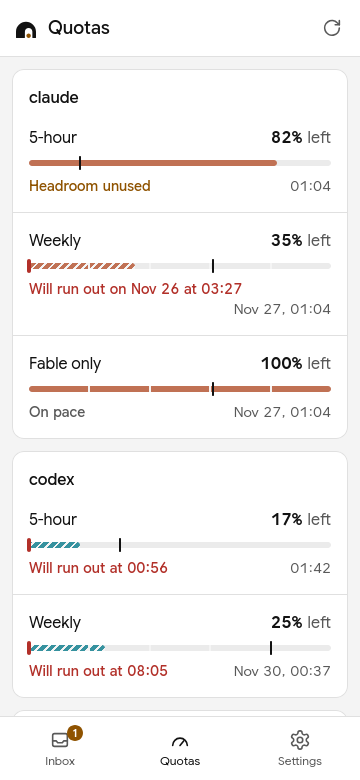 Quotas
claude
5-hour
82% left
Headroom unused
01:04
Weekly
35% left
Will run out on Nov 26 at 03:27
Nov 27, 01:04
Fable only
100% left
On pace
Nov 27, 01:04
codex
5-hour
17% left
Will run out at 00:56
01:42
Weekly
25% left
Will run out at 08:05
Nov 30, 00:37
1
Inbox
Quotas
Settings